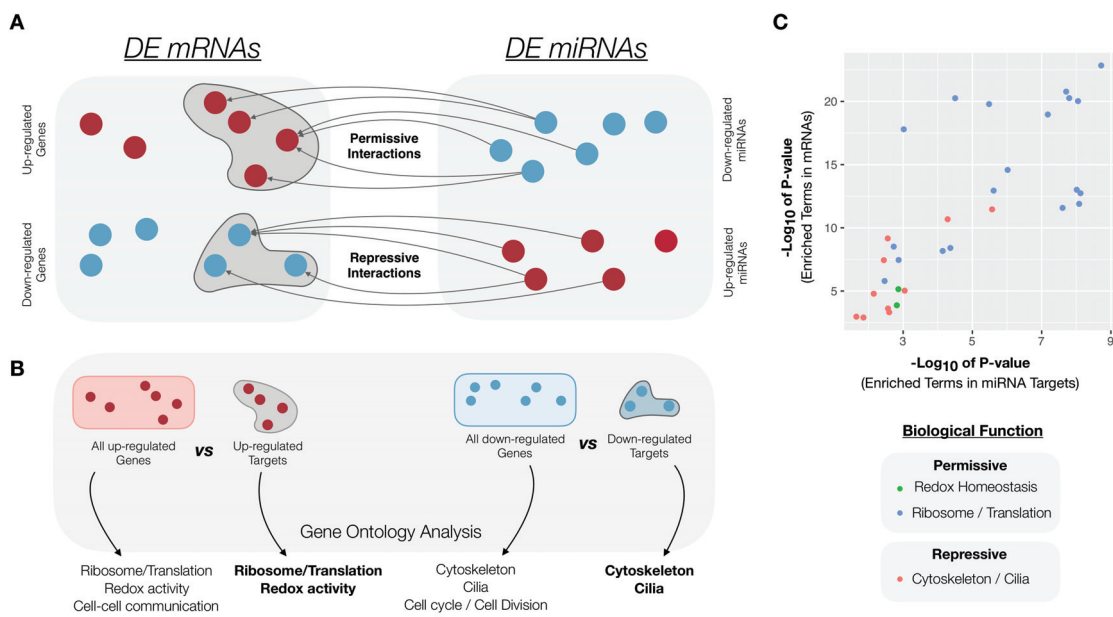 A
DE mRNAs
DE miRNAs
Up-regulated
Genes
Permissive
Interactions
Down-regulated
miRNAs
Down-regulated
Genes
Repressive
Interactions
Up-regulated
miRNAs
B
All up-regulated
Genes
vs
Up-regulated
Targets
All down-regulated
Genes
vs
Down-regulated
Targets
Gene Ontology Analysis
Ribosome/Translation
Redox activity
Cell-cell communication
Ribosome/Translation
Redox activity
Cytoskeleton
Cilia
Cell cycle / Cell Division
Cytoskeleton
Cilia
C
-Log10 of P-value
(Enriched Terms in mRNAs)
20
15
10
5
3
5
7
9
-Log10 of P-value
(Enriched Terms in miRNA Targets)
Biological Function
Permissive
Redox Homeostasis
Ribosome / Translation
Repressive
Cytoskeleton / Cilia